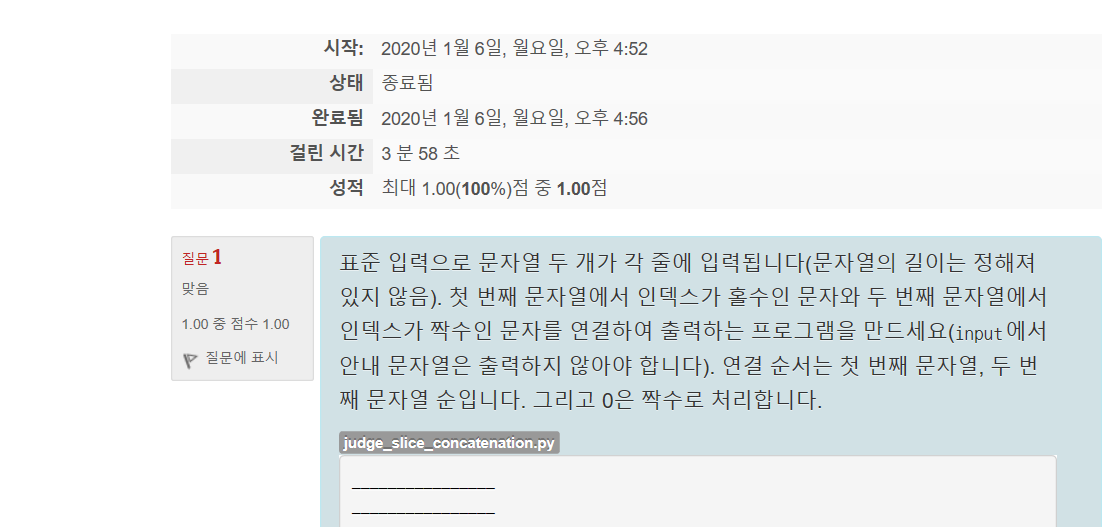 시작: 2020년 1월 6일, 월요일, 오후 4:52
상태 종료됨
완료됨 2020년 1월 6일, 월요일, 오후 4:56
걸린 시간 3 분 58 초
성적 최대 1.00(100%)점 중 1.00점
질문 1
맞음
1.00 중 점수 1.00
질문에 표시
표준 입력으로 문자열 두 개가 각 줄에 입력됩니다(문자열의 길이는 정해져
있지 않음). 첫 번째 문자열에서 인덱스가 홀수인 문자와 두 번째 문자열에서
인덱스가 짝수인 문자를 연결하여 출력하는 프로그램을 만드세요(input에서
안내 문자열은 출력하지 않아야 합니다). 연결 순서는 첫 번째 문자열, 두 번
째 문자열 순입니다. 그리고 0은 짝수로 처리합니다.
judge_slice_concatenation.py
________________
________________